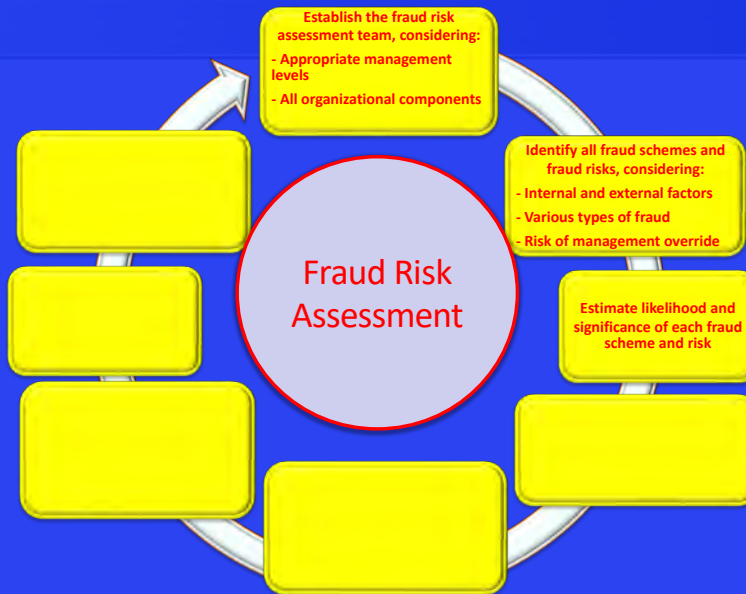 Establish the fraud risk
assessment team, considering:
- Appropriate management
levels
- All organizational components
Identify all fraud schemes and
fraud risks, considering:
- Internal and external factors
- Various types of fraud
- Risk of management override
Estimate likelihood and
significance of each fraud
scheme and risk
Fraud Risk
Assessment